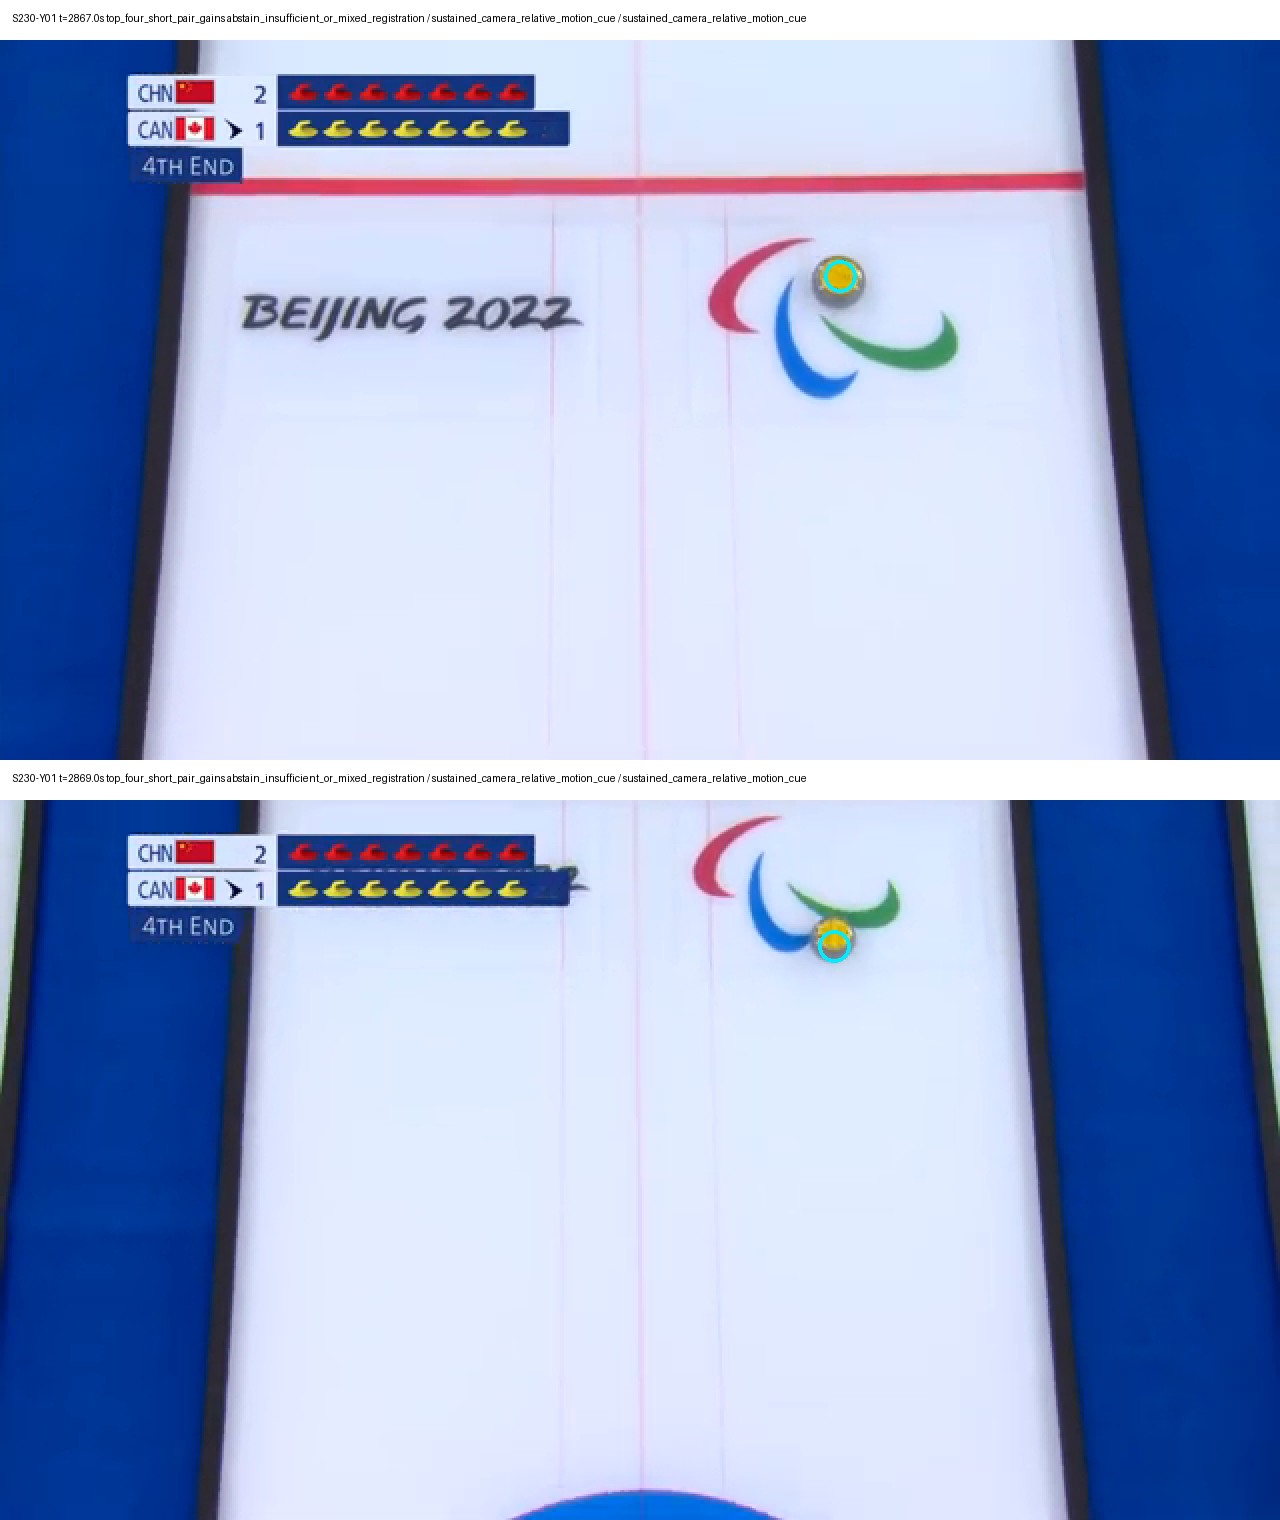 S230-Y01 t=2867.0s top_four_short_pair_gains abstain_insufficient_or_mixed_registration / sustained_camera_relative_motion_cue / sustained_camera_relative_motion_cue
CHN 2
CAN 1
4TH END
BEIJING 2022
S230-Y01 t=2869.0s top_four_short_pair_gains abstain_insufficient_or_mixed_registration / sustained_camera_relative_motion_cue / sustained_camera_relative_motion_cue
CHN 2
CAN 1
4TH END